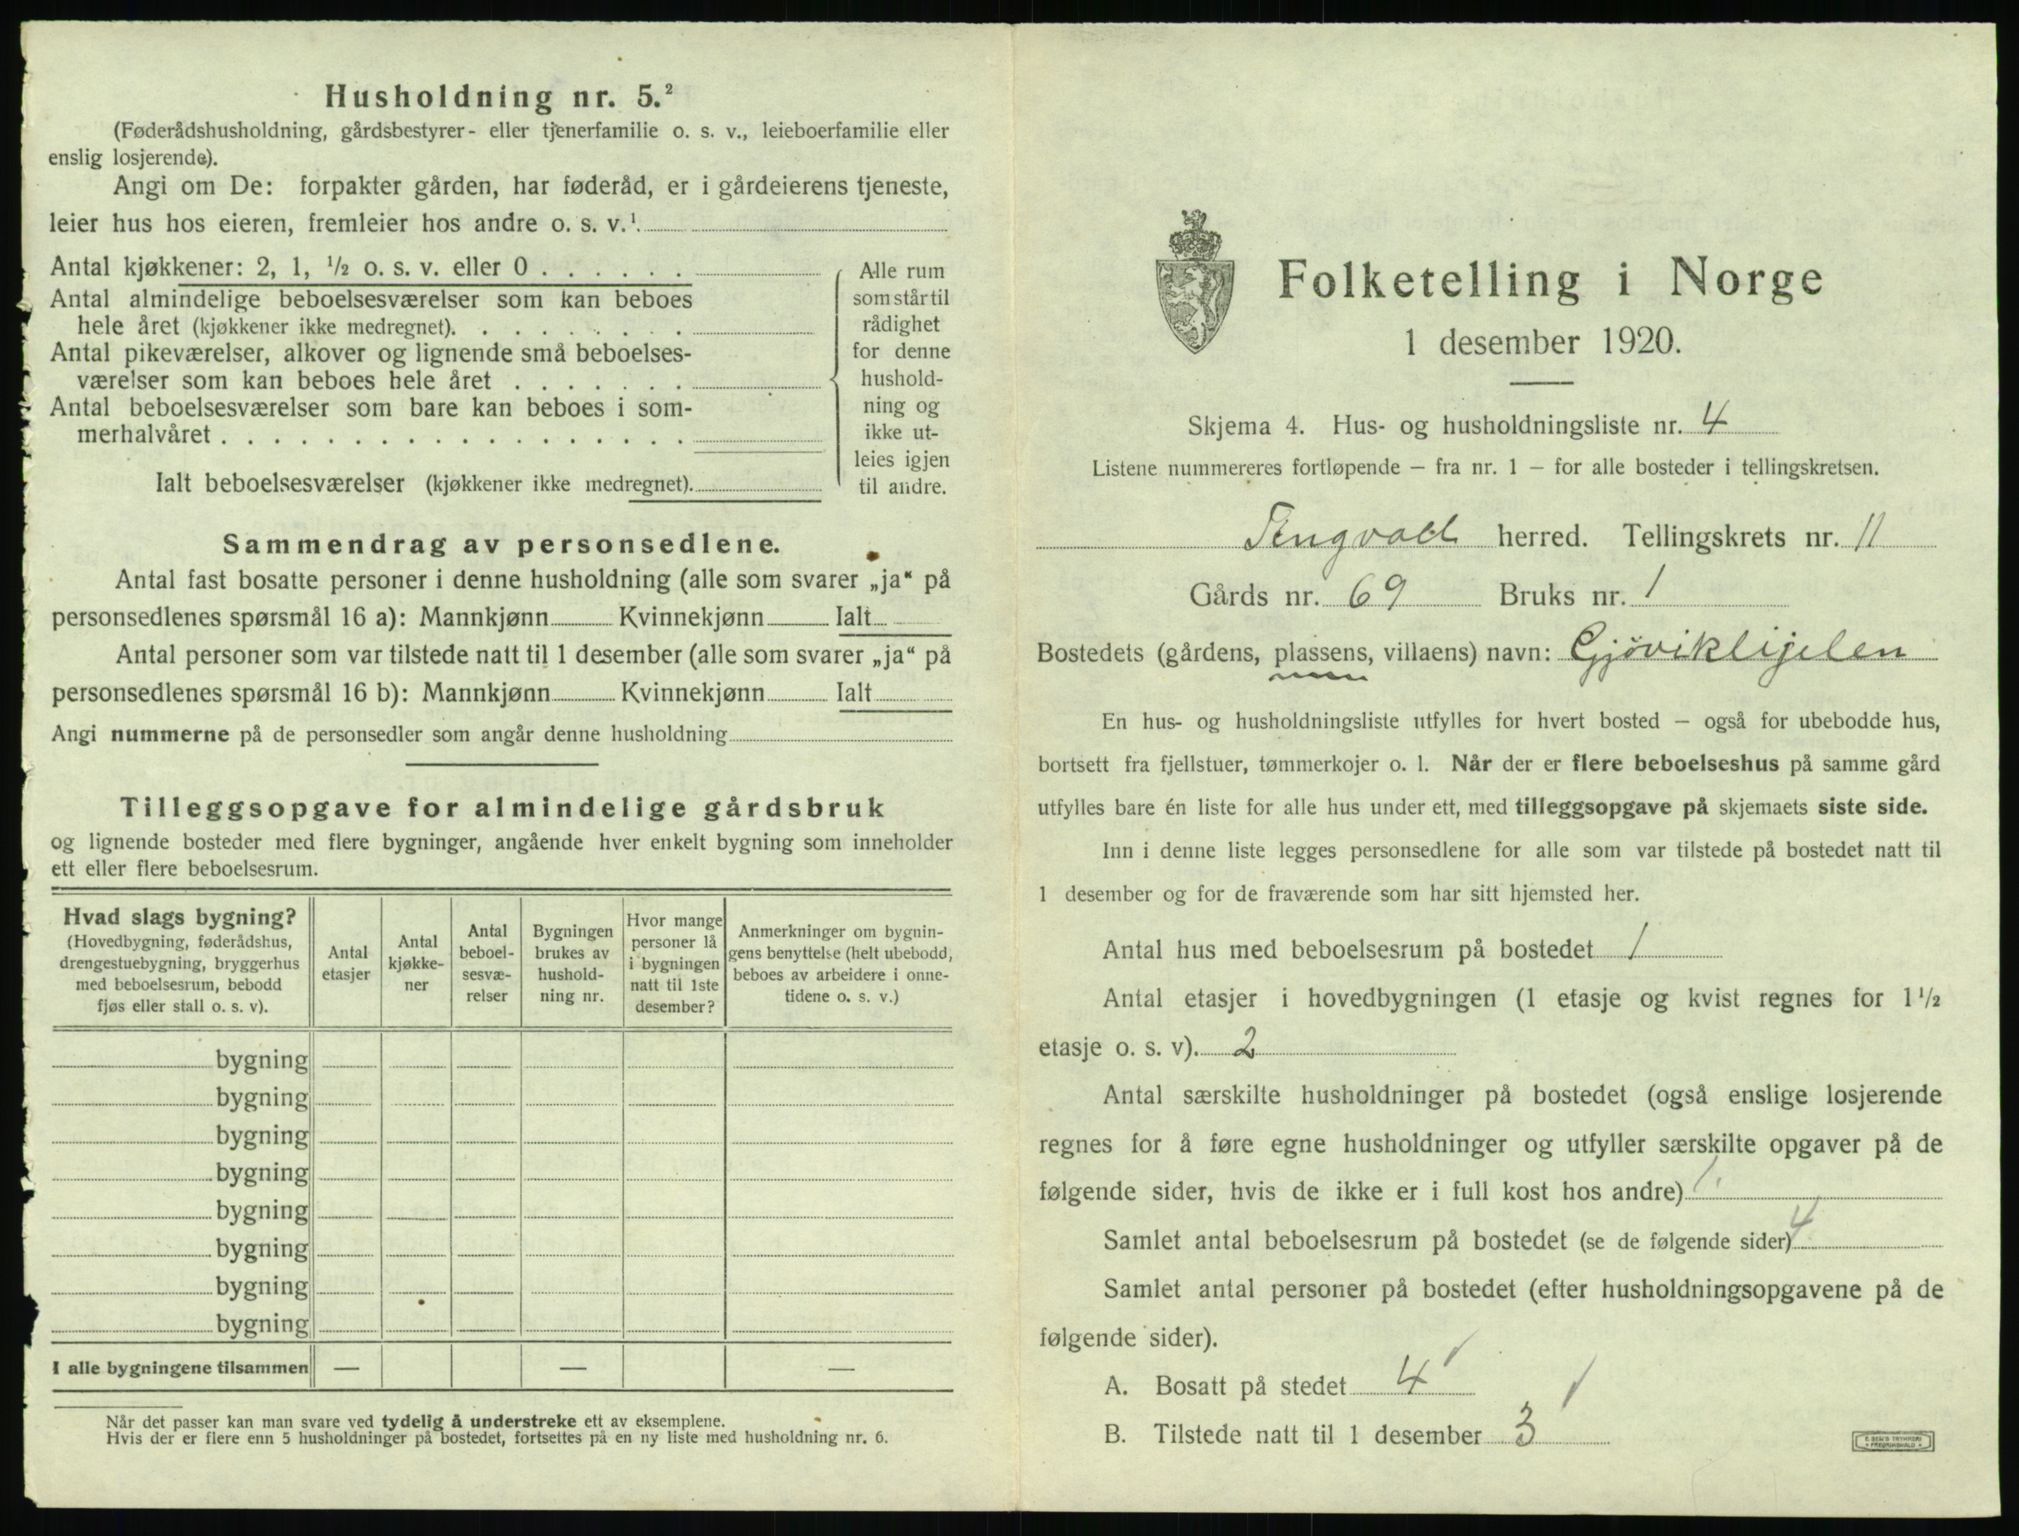 Husholdning nr. 5.²
(Føderådshusholdning, gårdsbestyrer- eller tjenerfamilie o. s. v., leieboerfamilie eller
enslig losjerende).
Angi om De: forpakter gården, har føderåd, er i gårdeierens tjeneste,
leier hus hos eieren, fremleier hos andre o. s. v.¹
Antal kjøkkener: 2, 1, ½ o. s. v. eller 0 . . . . . .
Antal almindelige beboelsesværelser som kan beboes
hele året (kjøkkener ikke medregnet). . . . . . . . .
Antal pikeværelser, alkover og lignende små beboelses-
værelser som kan beboes hele året . . . . . . .
Antal beboelsesværelser som bare kan beboes i som-
merhalvåret . . . . . . . . . . . . . . . . . .
Ialt beboelsesværelser (kjøkkener ikke medregnet).
Alle rum
som står til
rådighet
for denne
hushold-
ning og
ikke ut-
leies igjen
til andre.
Sammendrag av personsedlene.
Antal fast bosatte personer i denne husholdning (alle som svarer „ja“ på
personsedlenes spørsmål 16 a): Mannkjønn Kvinnekjønn Ialt
Antal personer som var tilstede natt til 1 desember (alle som svarer „ja“ på
personsedlenes spørsmål 16 b): Mannkjønn Kvinnekjønn Ialt
Angi nummerne på de personsedler som angår denne husholdning
Tilleggsopgave for almindelige gårdsbruk
og lignende bosteder med flere bygninger, angående hver enkelt bygning som inneholder
ett eller flere beboelsesrum.
Hvad slags bygning?
(Hovedbygning, føderådshus,
drengestuebygning, bryggerhus
med beboelsesrum, bebodd
fjøs eller stall o. s. v).
Antal
etasjer
Antal
kjøkke-
ner
Antal
beboel-
sesvæ-
relser
Bygningen
brukes av
hushold-
ning nr.
Hvor mange
personer lå
i bygningen
natt til 1ste
desember?
Anmerkninger om bygnin-
gens benyttelse (helt ubebodd,
beboes av arbeidere i onne-
tidene o. s. v.)
bygning
bygning
bygning
bygning
bygning
bygning
bygning
bygning
I alle bygningene tilsammen — — —
Når det passer kan man svare ved tydelig å understreke ett av eksemplene.
Hvis der er flere enn 5 husholdninger på bostedet, fortsettes på en ny liste med husholdning nr. 6.
Folketelling i Norge
1 desember 1920.
Skjema 4. Hus- og husholdningsliste nr. 4
Listene nummereres fortløpende – fra nr. 1 – for alle bosteder i tellingskretsen.
Tingvold herred. Tellingskrets nr. 11
Gårds nr. 69 Bruks nr. 1
Bostedets (gårdens, plassens, villaens) navn: Gjøvikligjelen
En hus- og husholdningsliste utfylles for hvert bosted – også for ubebodde hus,
bortsett fra fjellstuer, tømmerkojer o. l. Når der er flere beboelseshus på samme gård
utfylles bare én liste for alle hus under ett, med tilleggsopgave på skjemaets siste side.
Inn i denne liste legges personsedlene for alle som var tilstede på bostedet natt til
1 desember og for de fraværende som har sitt hjemsted her.
Antal hus med beboelsesrum på bostedet 1
Antal etasjer i hovedbygningen (1 etasje og kvist regnes for 1½
etasje o. s. v). 2
Antal særskilte husholdninger på bostedet (også enslige losjerende
regnes for å føre egne husholdninger og utfyller særskilte opgaver på de
følgende sider, hvis de ikke er i full kost hos andre) 1.
Samlet antal beboelsesrum på bostedet (se de følgende sider) 4
Samlet antal personer på bostedet (efter husholdningsopgavene på de
følgende sider).
A. Bosatt på stedet 4
B. Tilstede natt til 1 desember 3